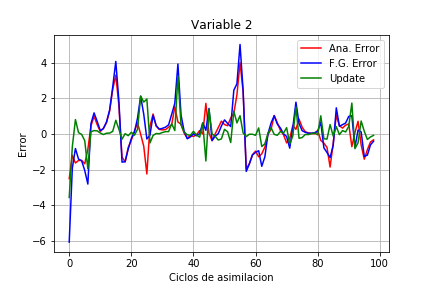 Variable 2
Ana. Error
F.G. Error
Update
Error
4
2
0
−2
−4
−6
0 20 40 60 80 100
Ciclos de asimilacion